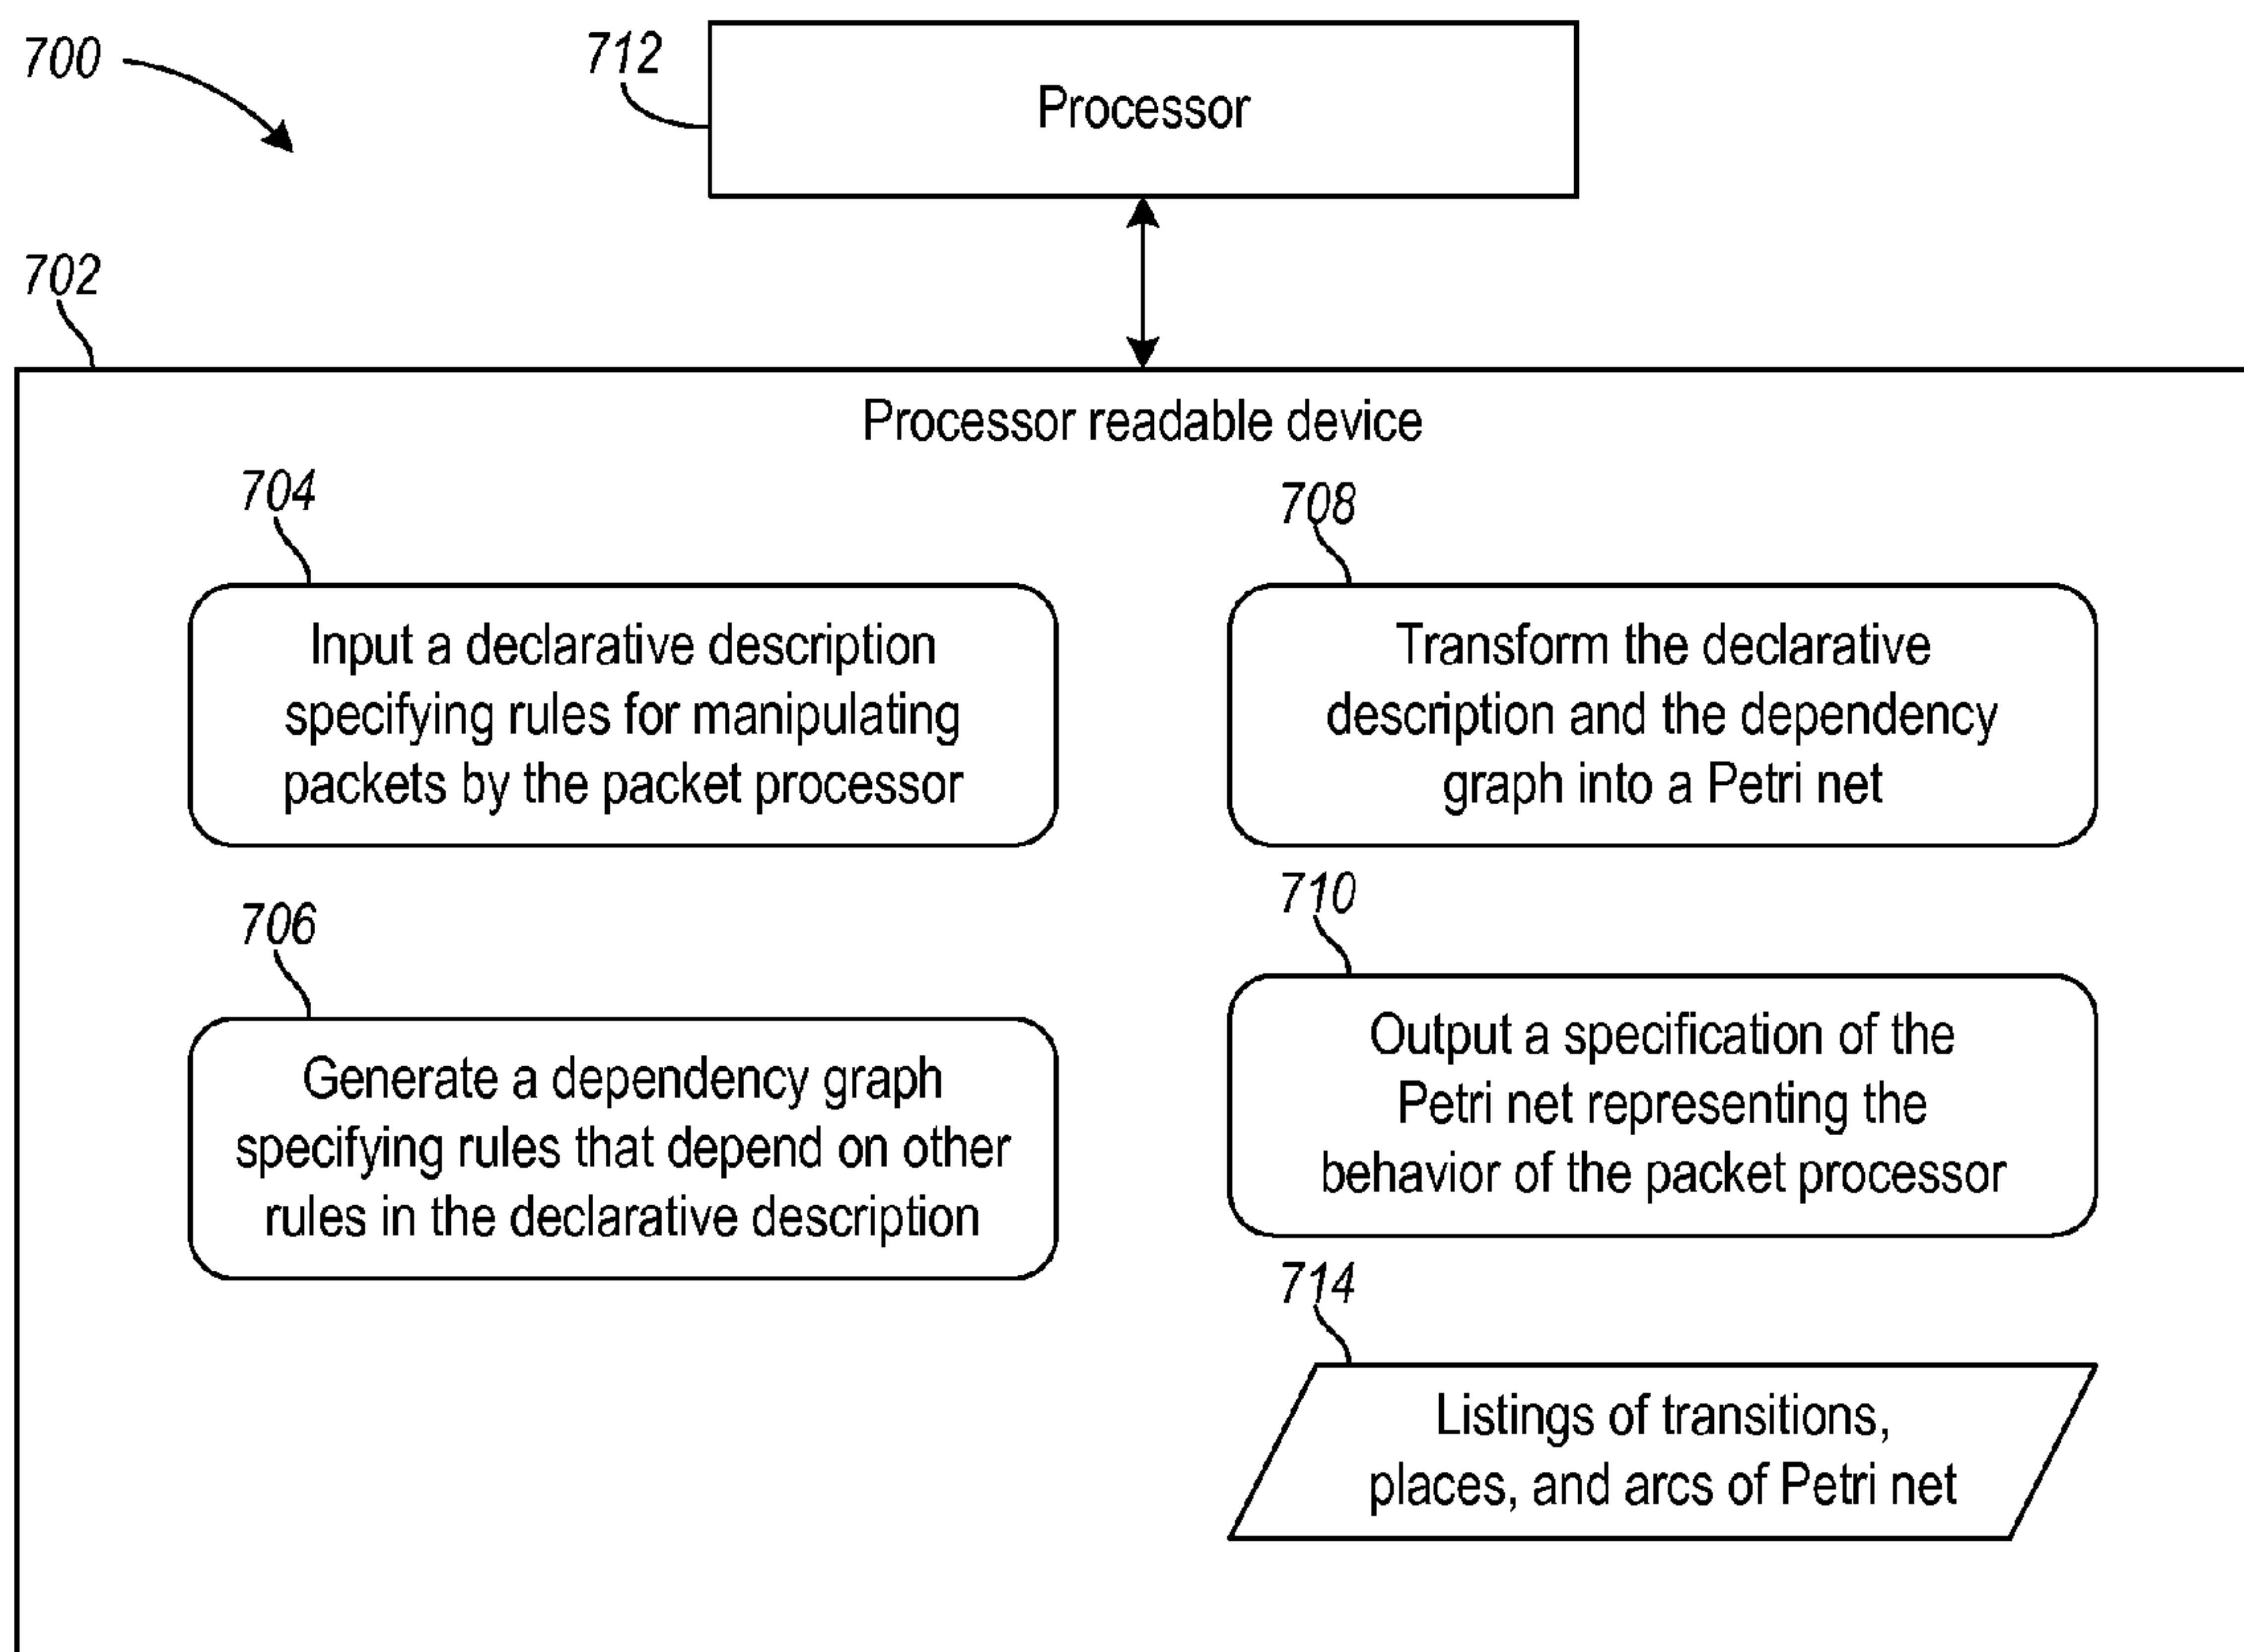 700
712
Processor
702
Processor readable device
704
Input a declarative description
specifying rules for manipulating
packets by the packet processor
706
Generate a dependency graph
specifying rules that depend on other
rules in the declarative description
708
Transform the declarative
description and the dependency
graph into a Petri net
710
Output a specification of the
Petri net representing the
behavior of the packet processor
714
Listings of transitions,
places, and arcs of Petri net